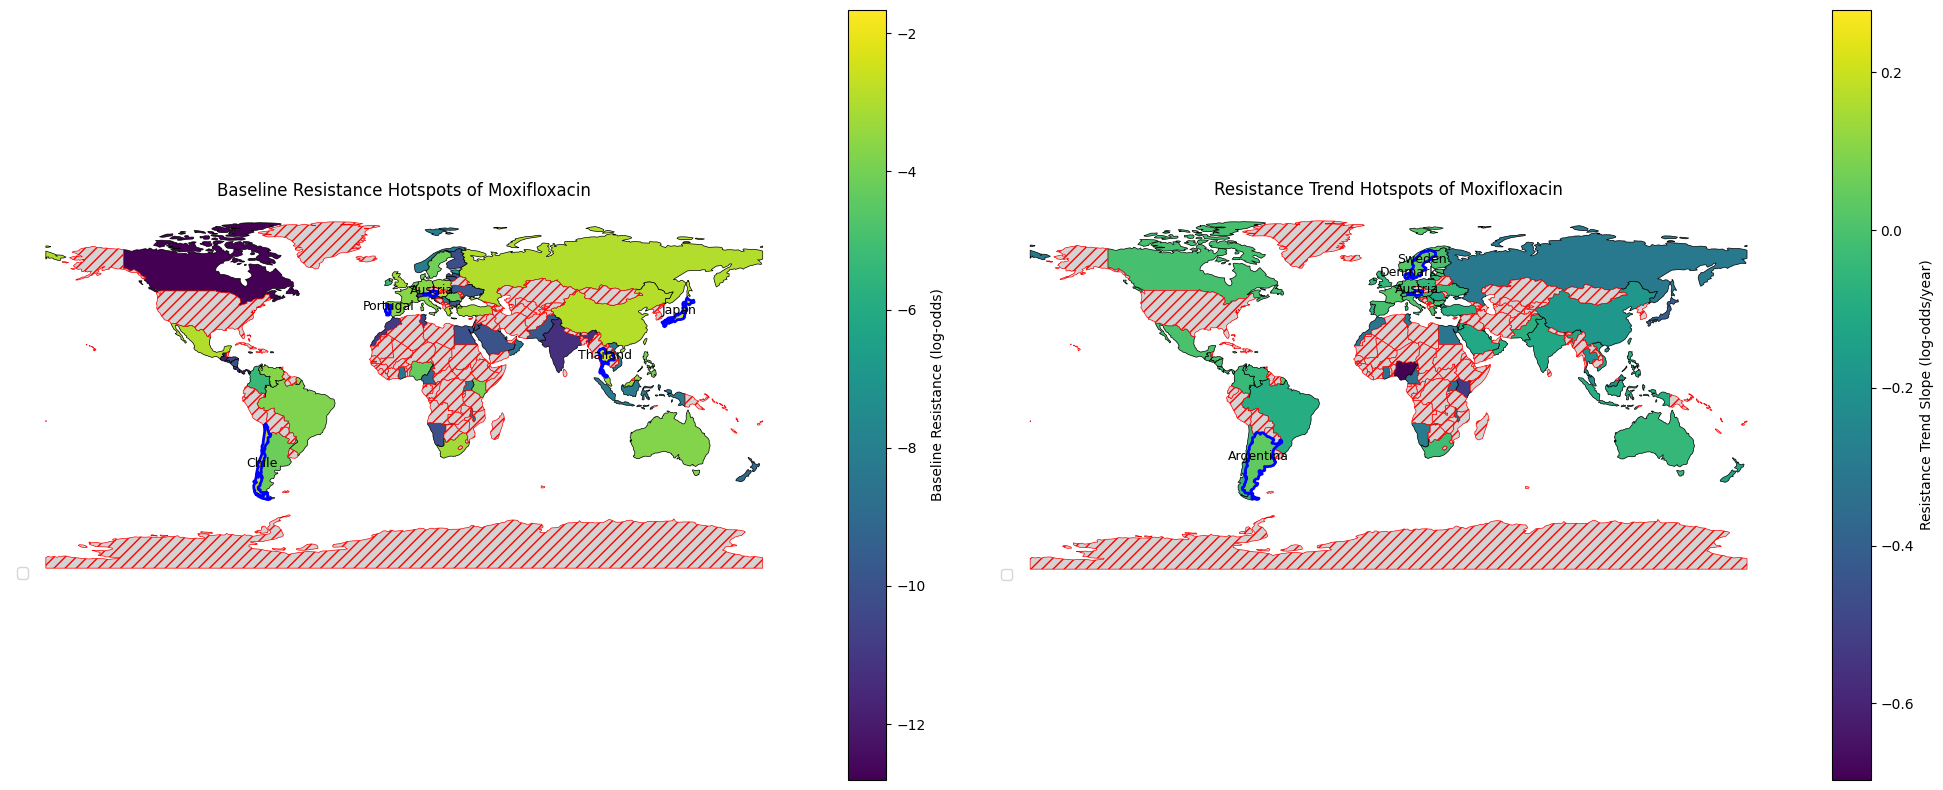 Baseline Resistance Hotspots of Moxifloxacin
Austria
Portugal
Japan
Thailand
Chile
−2
−4
−6
−8
−10
−12
Baseline Resistance (log-odds)
Resistance Trend Hotspots of Moxifloxacin
Sweden
Denmark
Austria
Argentina
0.2
0.0
−0.2
−0.4
−0.6
Resistance Trend Slope (log-odds/year)